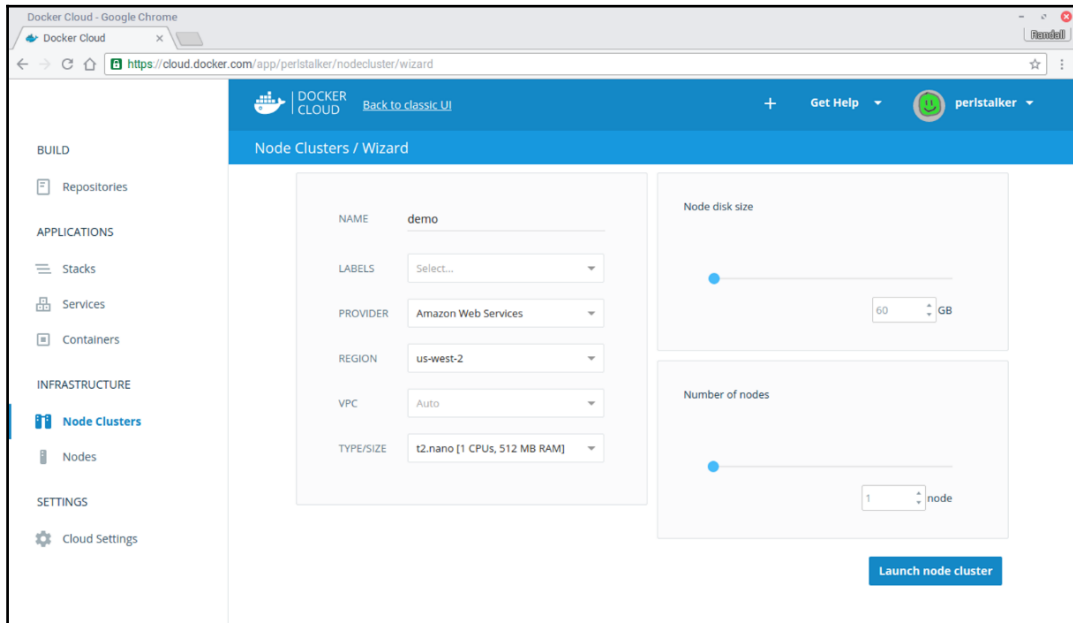 Docker Cloud - Google Chrome
Docker Cloud
Randall
https://cloud.docker.com/app/perlstalker/nodecluster/wizard
DOCKER
CLOUD
Back to classic UI
+
Get Help
perlstalker
Node Clusters / Wizard
BUILD
Repositories
APPLICATIONS
Stacks
Services
Containers
INFRASTRUCTURE
Node Clusters
Nodes
SETTINGS
Cloud Settings
NAME demo
LABELS Select...
PROVIDER Amazon Web Services
REGION us-west-2
VPC Auto
TYPE/SIZE t2.nano [1 CPUs, 512 MB RAM]
Node disk size
60 GB
Number of nodes
1 node
Launch node cluster